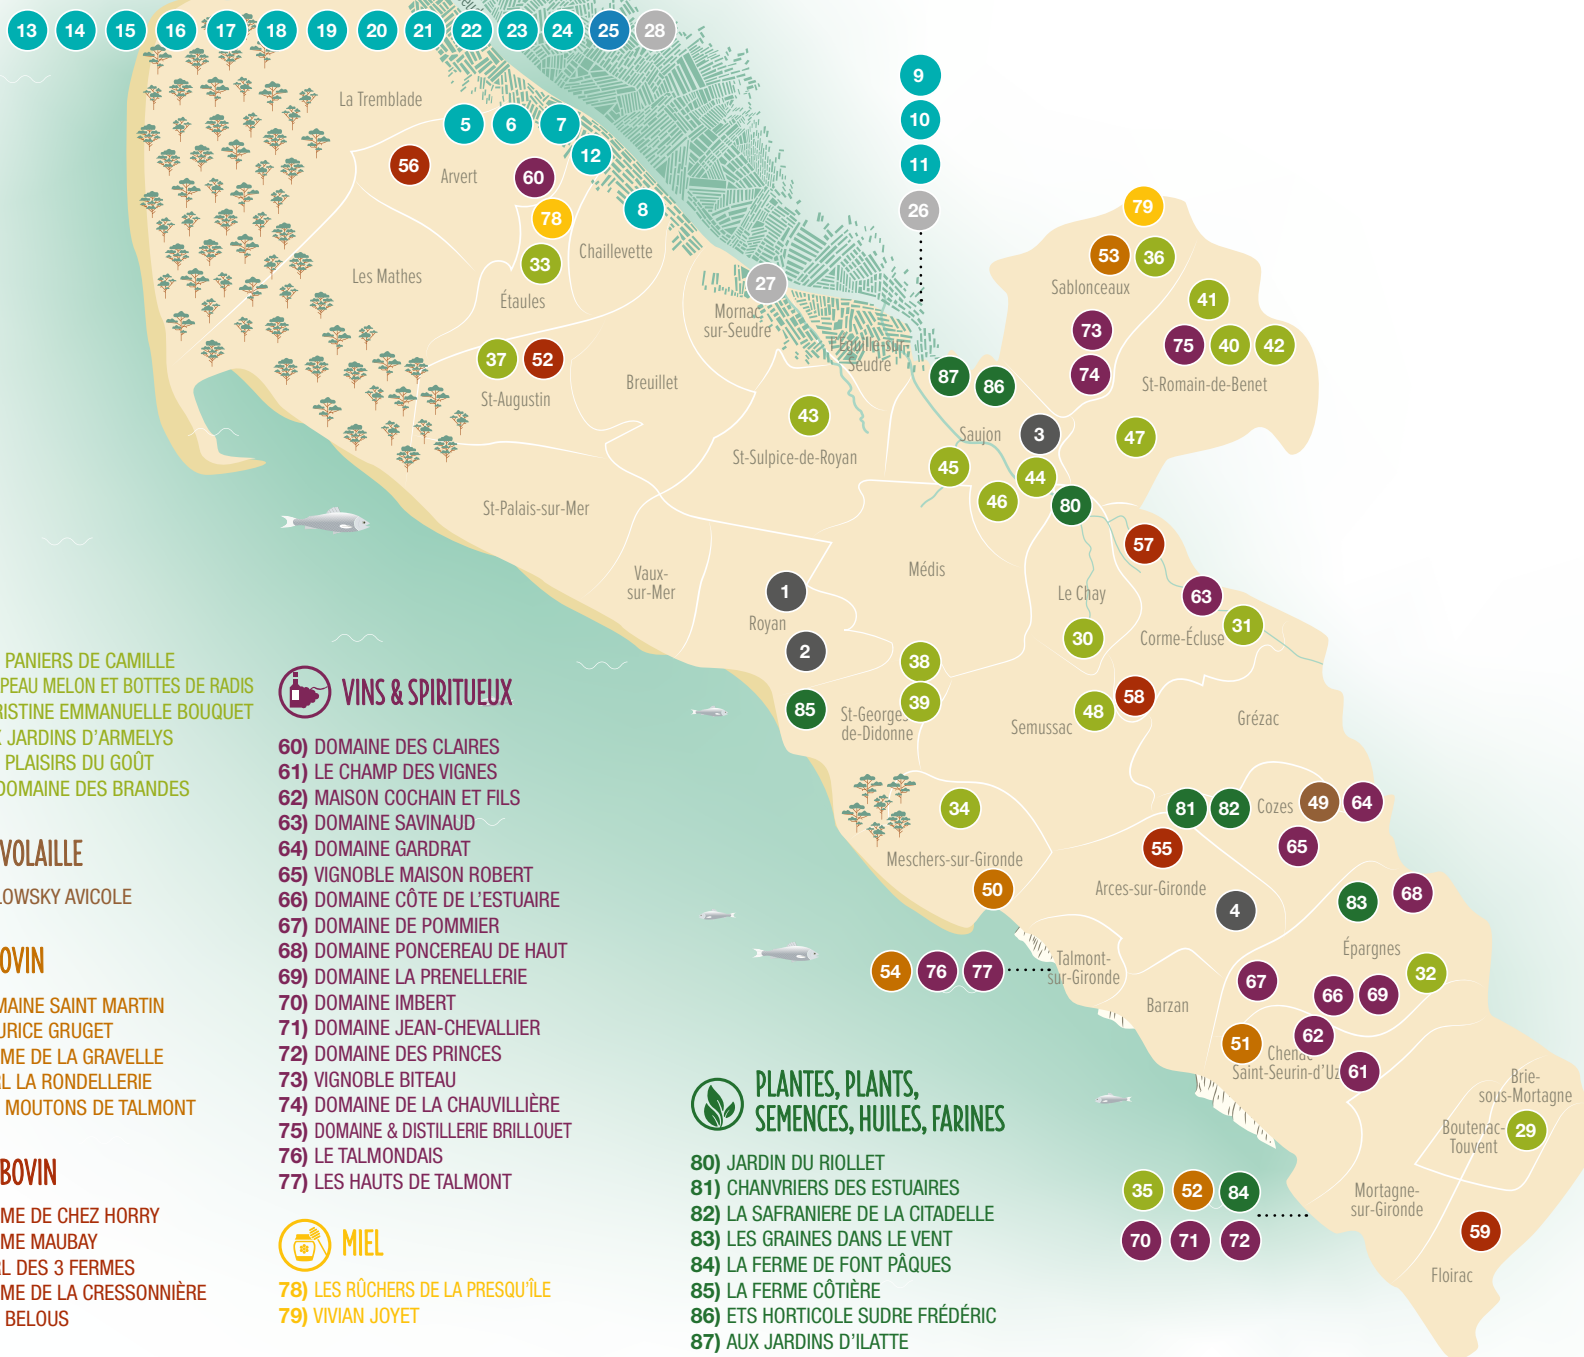 13 14 15 16 17 18 19 20 21 22 23 24 25 28
9
La Tremblade
10
5 6 7
11
12
56 Arvert 60
8
26
79
78
Chaillevette
53 36
33
Les Mathes
27
Sablonceaux
Étaules
41
Mornac-
sur-Seudre
73
L'Éguille-sur-
Seudre
75 40 42
37 52
87 86
74
St-Romain-de-Benet
Breuillet
St-Augustin
43
Saujon 3 47
St-Sulpice-de-Royan
45 44
46 80
St-Palais-sur-Mer
57
Médis
Vaux-
sur-Mer
1
Le Chay 63
Royan
31
30 Corme-Écluse
2
38
39
58
85 St-Georges-
de-Didonne
48
Semussac
Grézac
34
81 82 Cozes 49 64
65
55
Meschers-sur-Gironde
50
Arces-sur-Gironde
68
83
4
Épargnes
54 76 77
Talmont-
sur-Gironde
32
67
66 69
Barzan
62
51
Chenac-
Saint-Seurin-d'Uzet
61
Brie-
sous-Mortagne
Boutenac-
Touvent
29
35 52 84
Mortagne-
sur-Gironde
70 71 72
59
Floirac
PANIERS DE CAMILLE
PEAU MELON ET BOTTES DE RADIS
RISTINE EMMANUELLE BOUQUET
JARDINS D'ARMELYS
PLAISIRS DU GOÛT
DOMAINE DES BRANDES
VOLAILLE
LOWSKY AVICOLE
OVIN
MAINE SAINT MARTIN
URICE GRUGET
ME DE LA GRAVELLE
RL LA RONDELLERIE
MOUTONS DE TALMONT
BOVIN
ME DE CHEZ HORRY
ME MAUBAY
RL DES 3 FERMES
ME DE LA CRESSONNIÈRE
BELOUS
VINS & SPIRITUEUX
60) DOMAINE DES CLAIRES
61) LE CHAMP DES VIGNES
62) MAISON COCHAIN ET FILS
63) DOMAINE SAVINAUD
64) DOMAINE GARDRAT
65) VIGNOBLE MAISON ROBERT
66) DOMAINE CÔTE DE L'ESTUAIRE
67) DOMAINE DE POMMIER
68) DOMAINE PONCEREAU DE HAUT
69) DOMAINE LA PRENELLERIE
70) DOMAINE IMBERT
71) DOMAINE JEAN-CHEVALLIER
72) DOMAINE DES PRINCES
73) VIGNOBLE BITEAU
74) DOMAINE DE LA CHAUVILLIÈRE
75) DOMAINE & DISTILLERIE BRILLOUET
76) LE TALMONDAIS
77) LES HAUTS DE TALMONT
MIEL
78) LES RÛCHERS DE LA PRESQU'ÎLE
79) VIVIAN JOYET
PLANTES, PLANTS,
SEMENCES, HUILES, FARINES
80) JARDIN DU RIOLLET
81) CHANVRIERS DES ESTUAIRES
82) LA SAFRANIERE DE LA CITADELLE
83) LES GRAINES DANS LE VENT
84) LA FERME DE FONT PÂQUES
85) LA FERME CÔTIÈRE
86) ETS HORTICOLE SUDRE FRÉDÉRIC
87) AUX JARDINS D'ILATTE